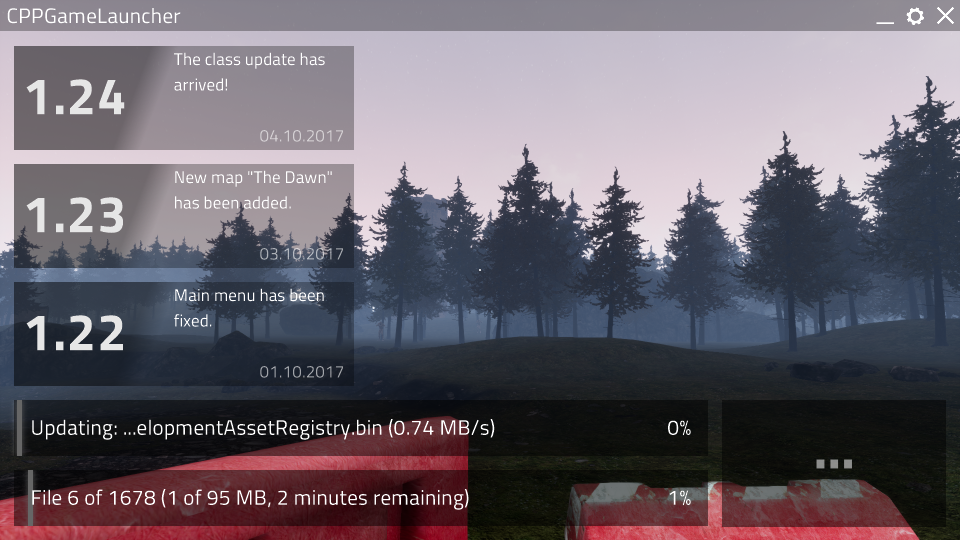 CPPGameLauncher
1.24
The class update has
arrived!
04.10.2017
1.23
New map "The Dawn"
has been added.
03.10.2017
1.22
Main menu has been
fixed.
01.10.2017
Updating: ...elopmentAssetRegistry.bin (0.74 MB/s) 0%
File 6 of 1678 (1 of 95 MB, 2 minutes remaining) 1%
...